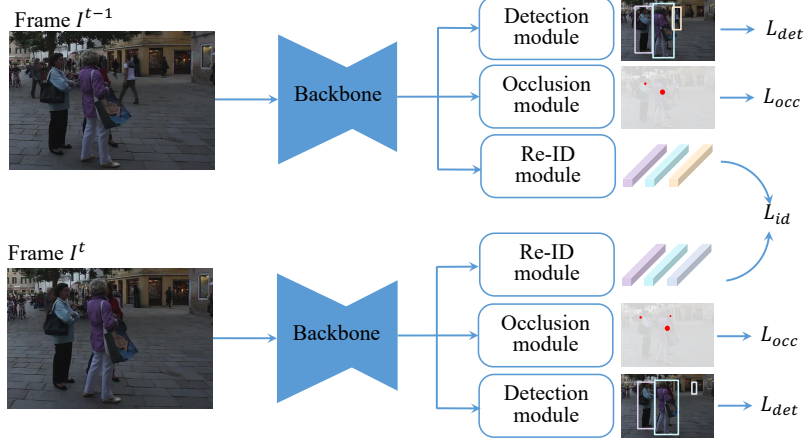 Frame I^{t-1}
Backbone
Detection
module
L_{det}
Occlusion
module
L_{occ}
Re-ID
module
L_{id}
Frame I^{t}
Backbone
Re-ID
module
Occlusion
module
L_{occ}
Detection
module
L_{det}